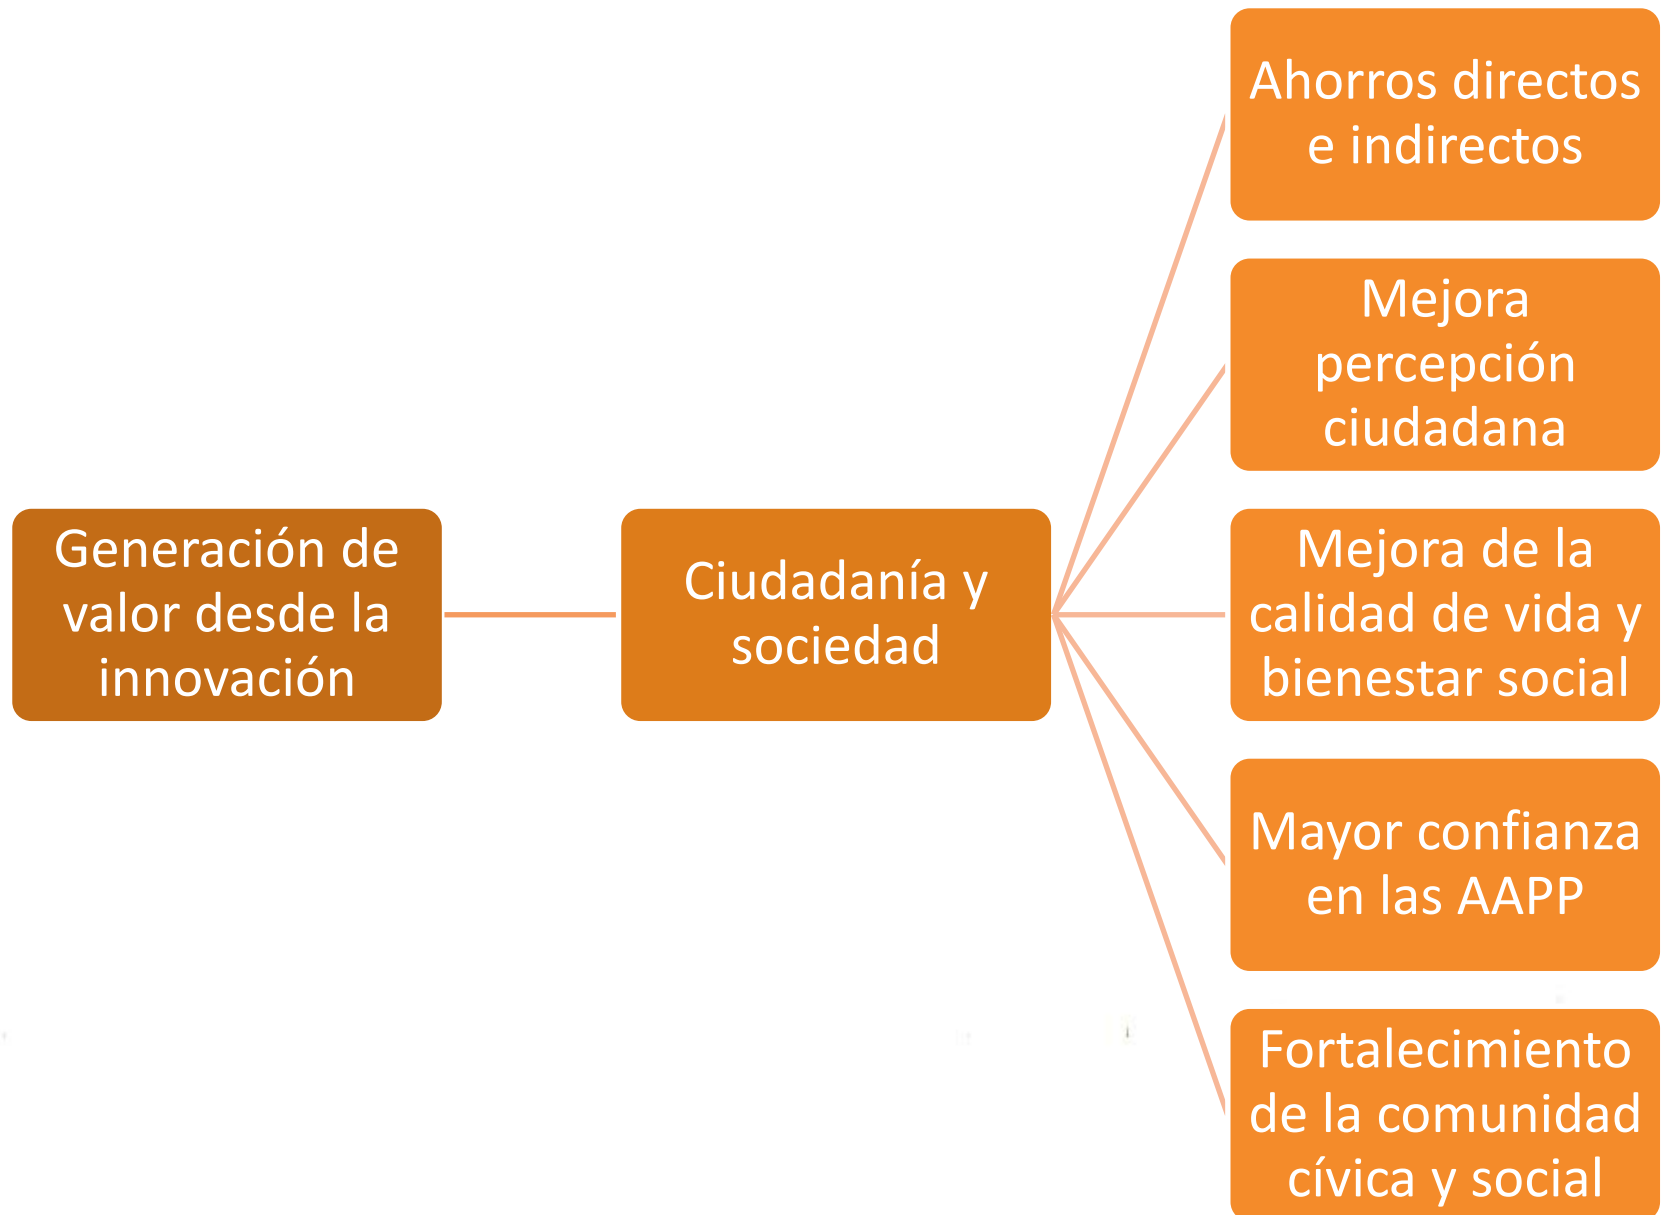 Generación de
valor desde la
innovación
Ciudadanía y
sociedad
Ahorros directos
e indirectos
Mejora
percepción
ciudadana
Mejora de la
calidad de vida y
bienestar social
Mayor confianza
en las AAPP
Fortalecimiento
de la comunidad
cívica y social